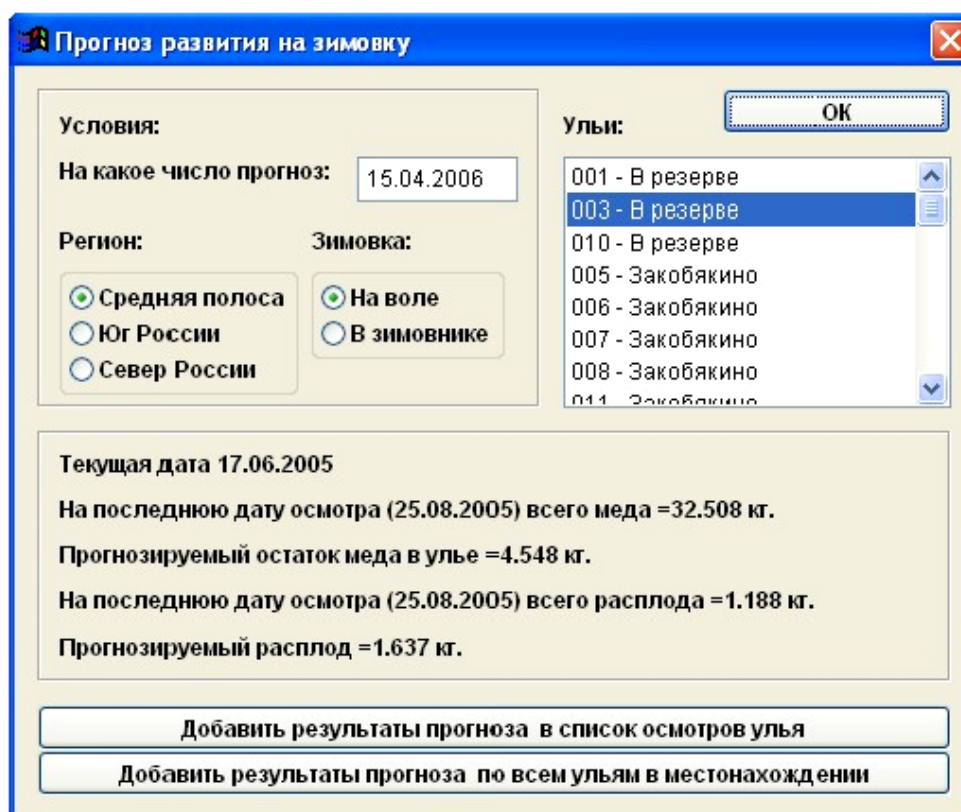 Прогноз развития на зимовку
Условия:
На какое число прогноз: 15.04.2006
Регион:
Средняя полоса
Юг России
Север России
Зимовка:
На воле
В зимовнике
Ульи:
ОК
001 - В резерве
003 - В резерве
010 - В резерве
005 - Закобякино
006 - Закобякино
007 - Закобякино
008 - Закобякино
011 - Закобякино
Текущая дата 17.06.2005
На последнюю дату осмотра (25.08.2005) всего меда =32.508 кг.
Прогнозируемый остаток меда в улье =4.548 кг.
На последнюю дату осмотра (25.08.2005) всего расплода =1.188 кг.
Прогнозируемый расплод =1.637 кг.
Добавить результаты прогноза в список осмотров улья
Добавить результаты прогноза по всем ульям в местонахождении